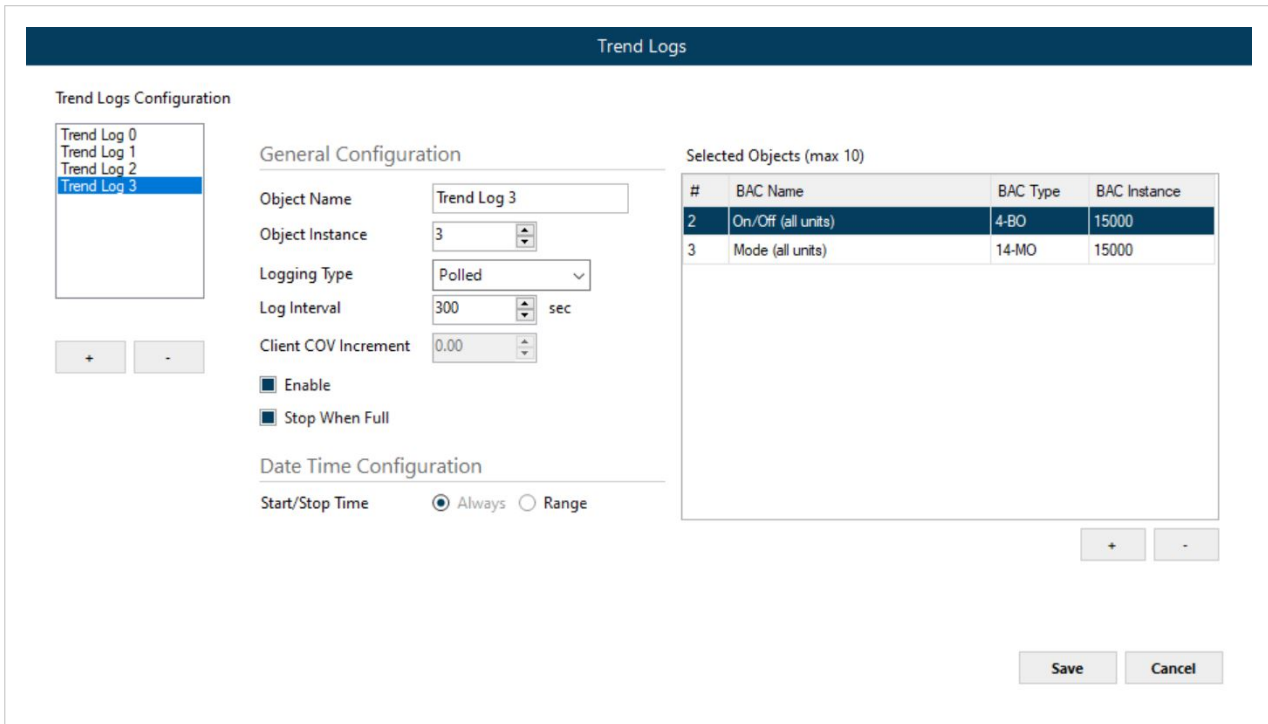 Trend Logs
Trend Logs Configuration
Trend Log 0
Trend Log 1
Trend Log 2
Trend Log 3
+ -
General Configuration
Object Name Trend Log 3
Object Instance 3
Logging Type Polled
Log Interval 300 sec
Client COV Increment 0.00
Enable
Stop When Full
Date Time Configuration
Start/Stop Time Always Range
Selected Objects (max 10)
# BAC Name BAC Type BAC Instance
2 On/Off (all units) 4-BO 15000
3 Mode (all units) 14-MO 15000
+ -
Save Cancel